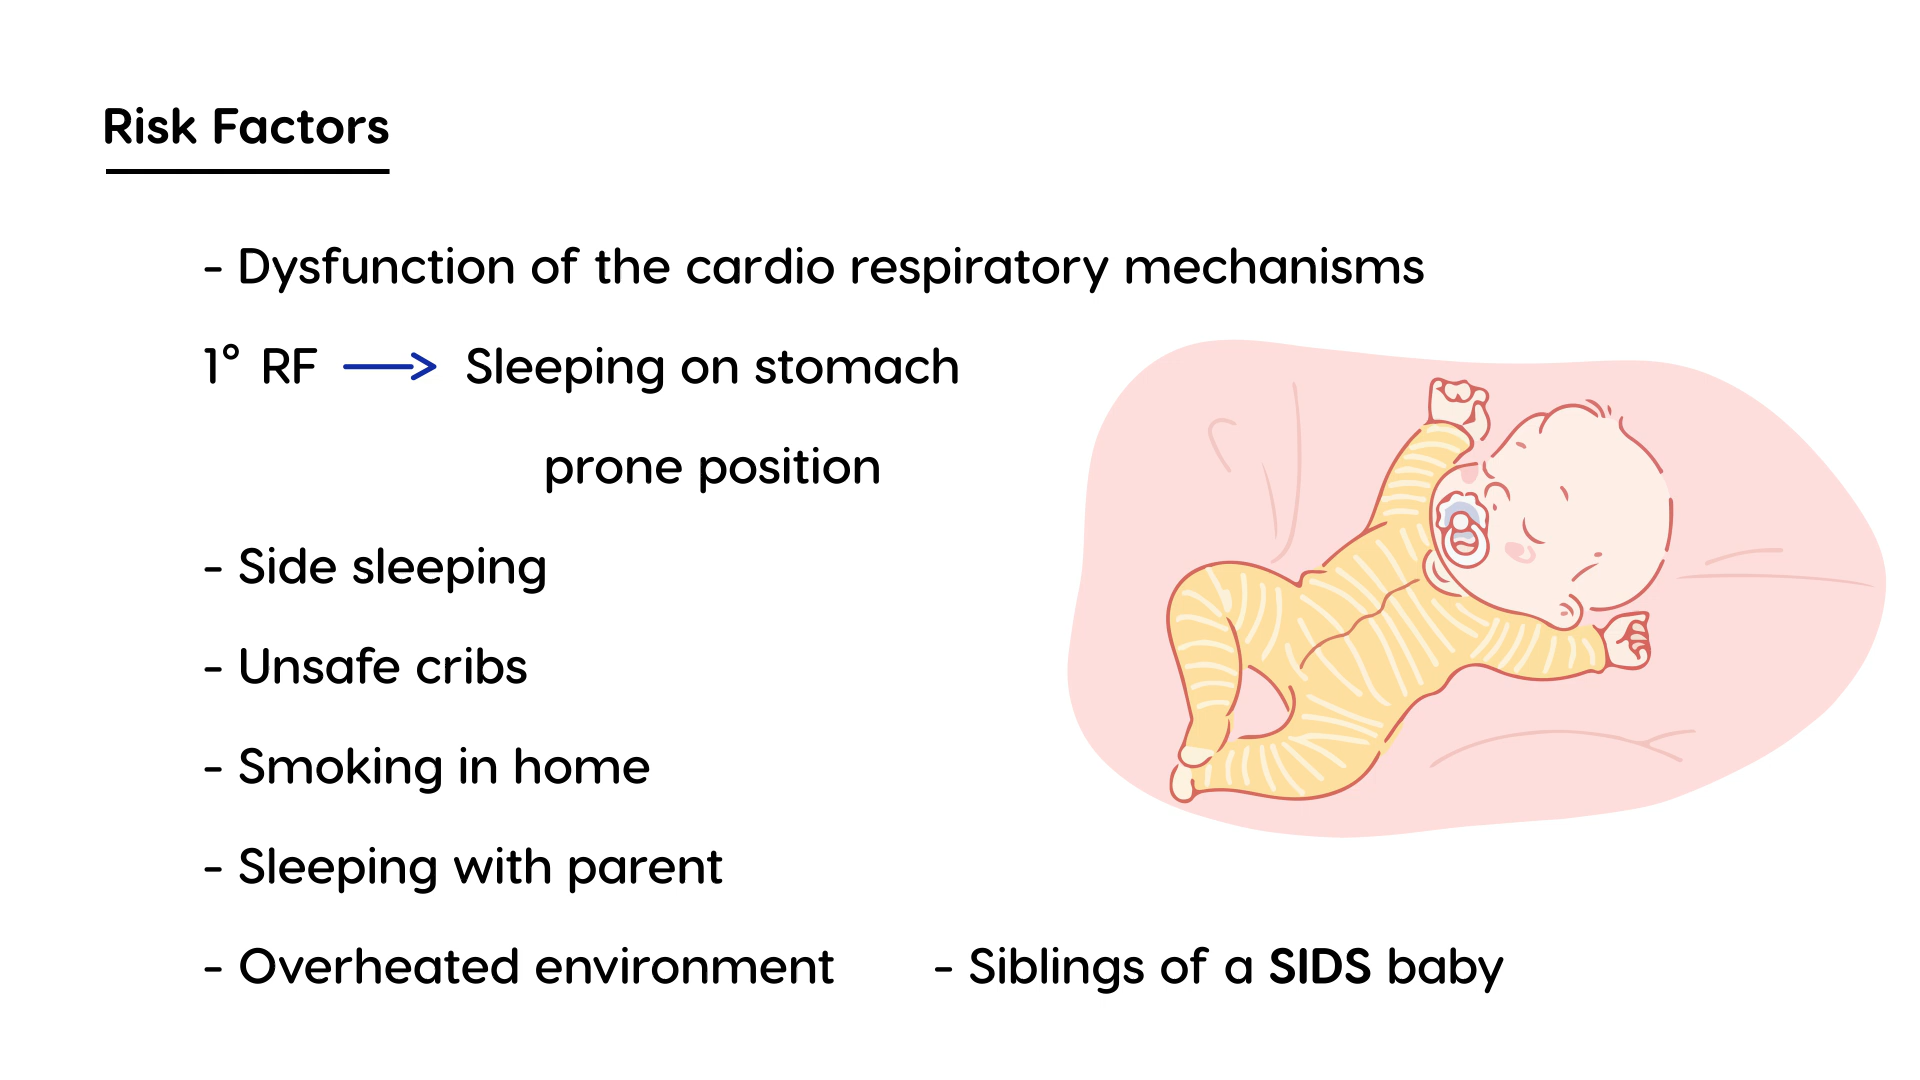 Risk Factors
- Dysfunction of the cardio respiratory mechanisms
1° RF → Sleeping on stomach
prone position
- Side sleeping
- Unsafe cribs
- Smoking in home
- Sleeping with parent
- Overheated environment - Siblings of a SIDS baby